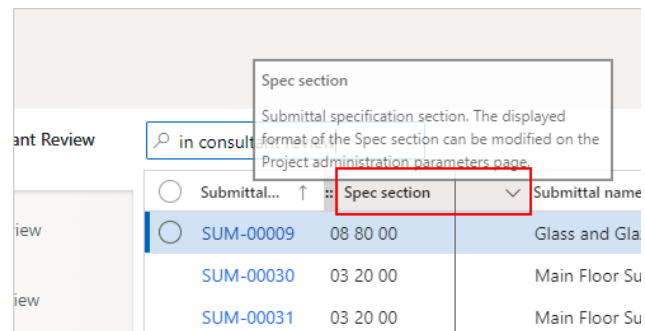 Spec section
Submittal specification section. The displayed
ant Review
in consult
format of the Spec section can be modified on the
Project administration parameters page.
Submittal... ↑ Spec section Submittal name
iew
SUM-00009 08 80 00 Glass and Gla
SUM-00030 03 20 00 Main Floor Su
iew
SUM-00031 03 20 00 Main Floor Su